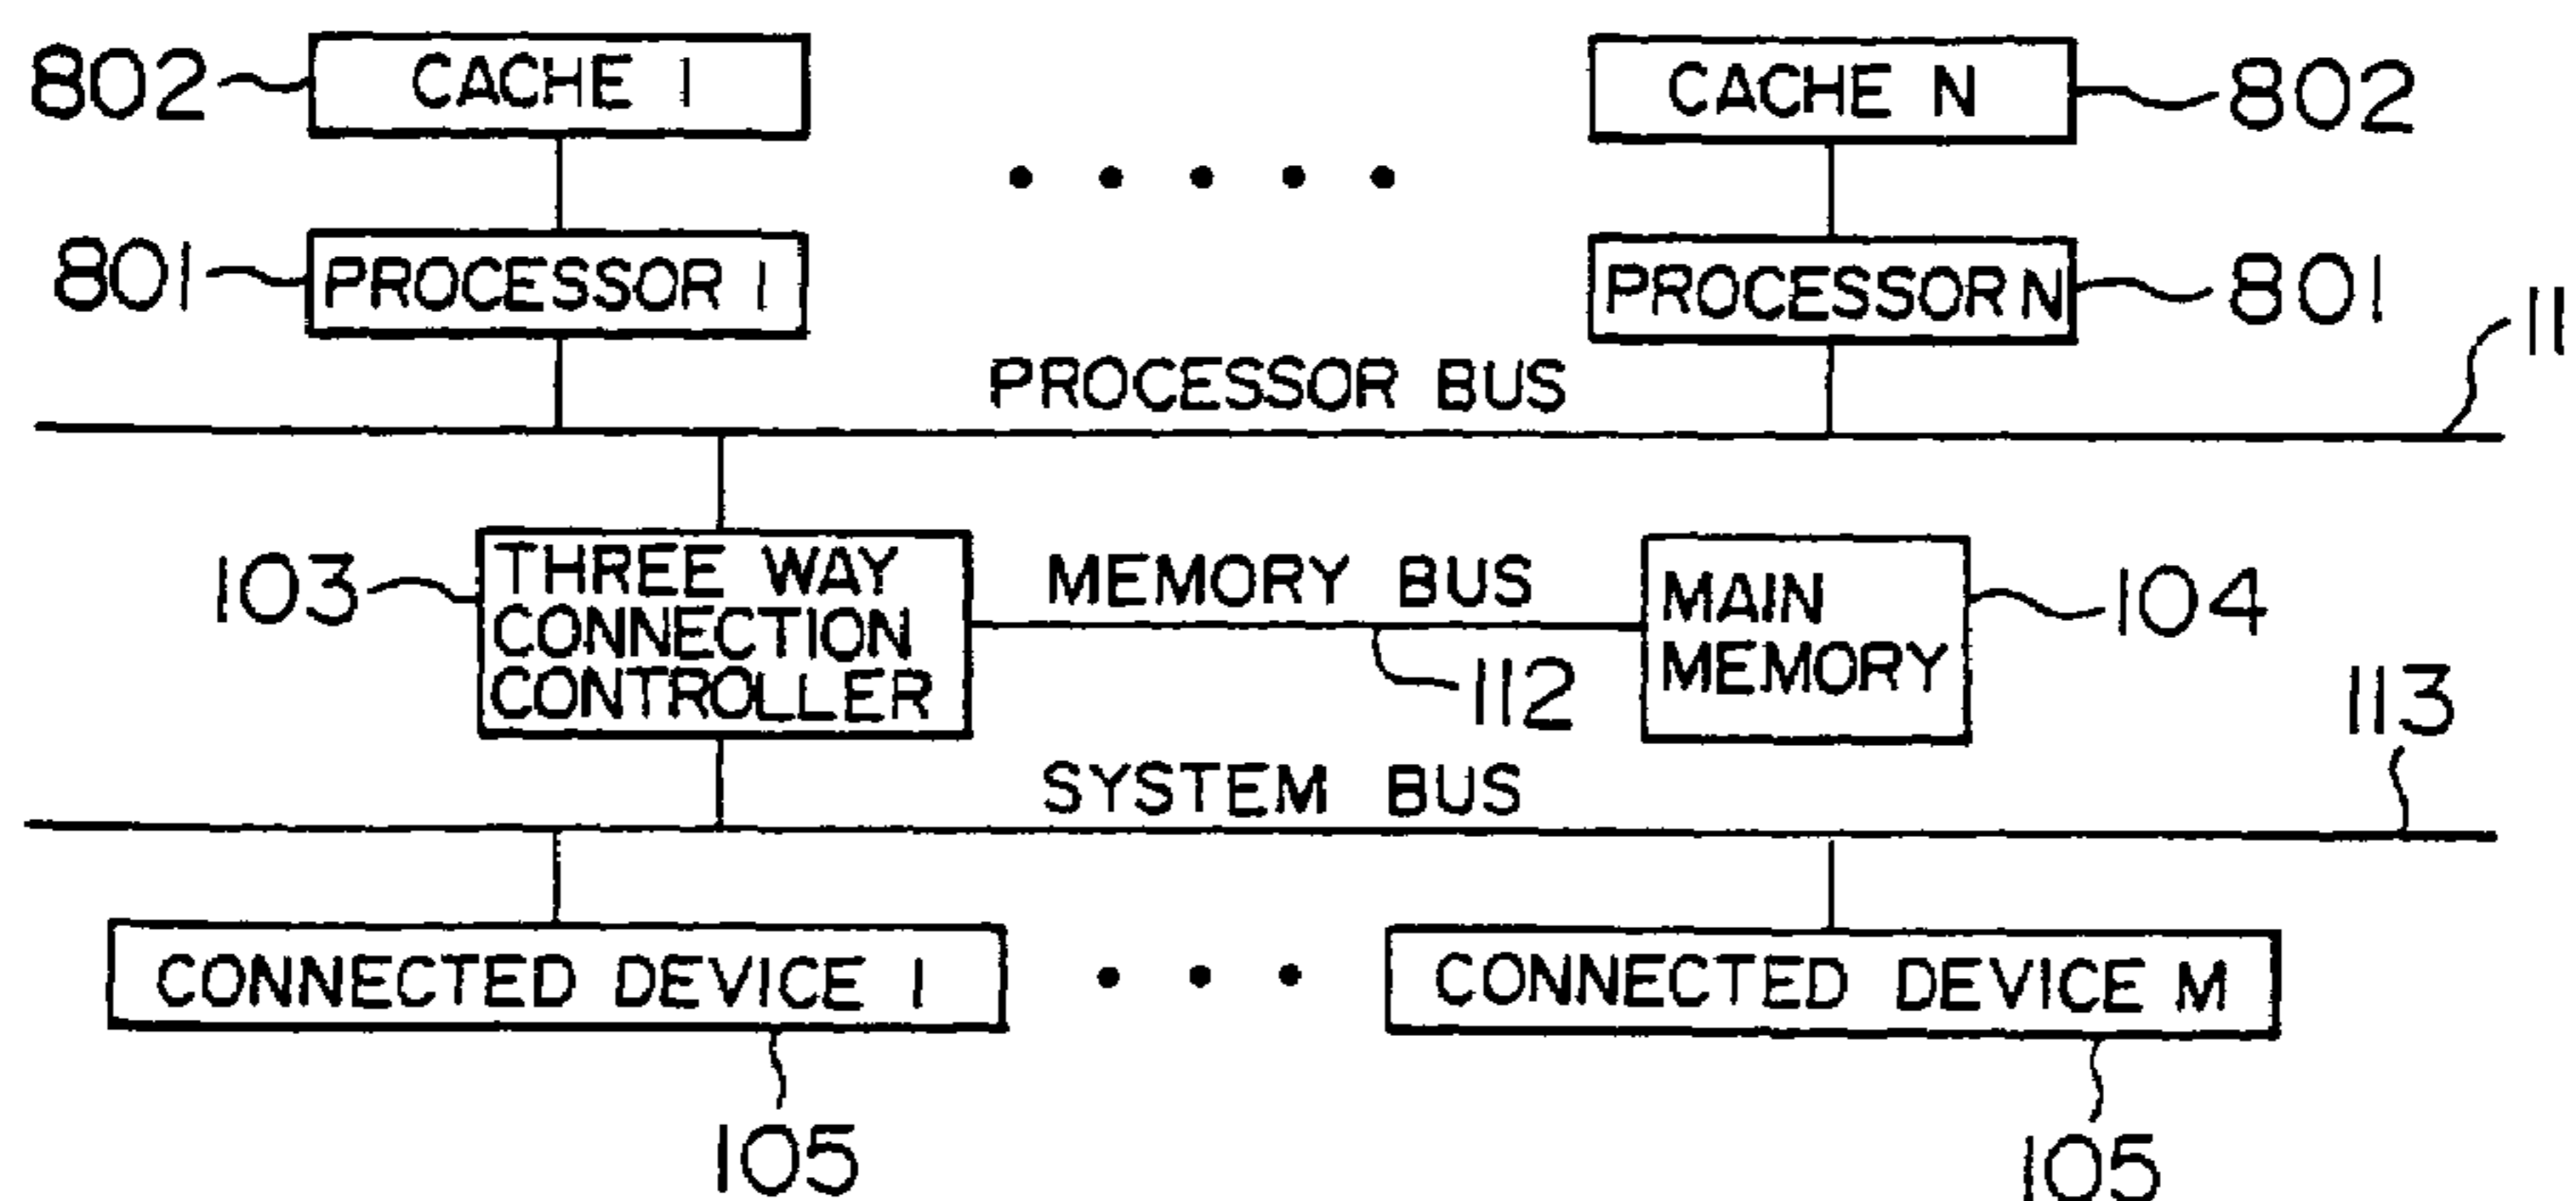 802 CACHE 1 CACHE N 802
801 PROCESSOR 1 PROCESSOR N 801
11
PROCESSOR BUS
103 THREE WAY CONNECTION CONTROLLER
MEMORY BUS
112
MAIN MEMORY
104
113
SYSTEM BUS
CONNECTED DEVICE 1 CONNECTED DEVICE M
105 105